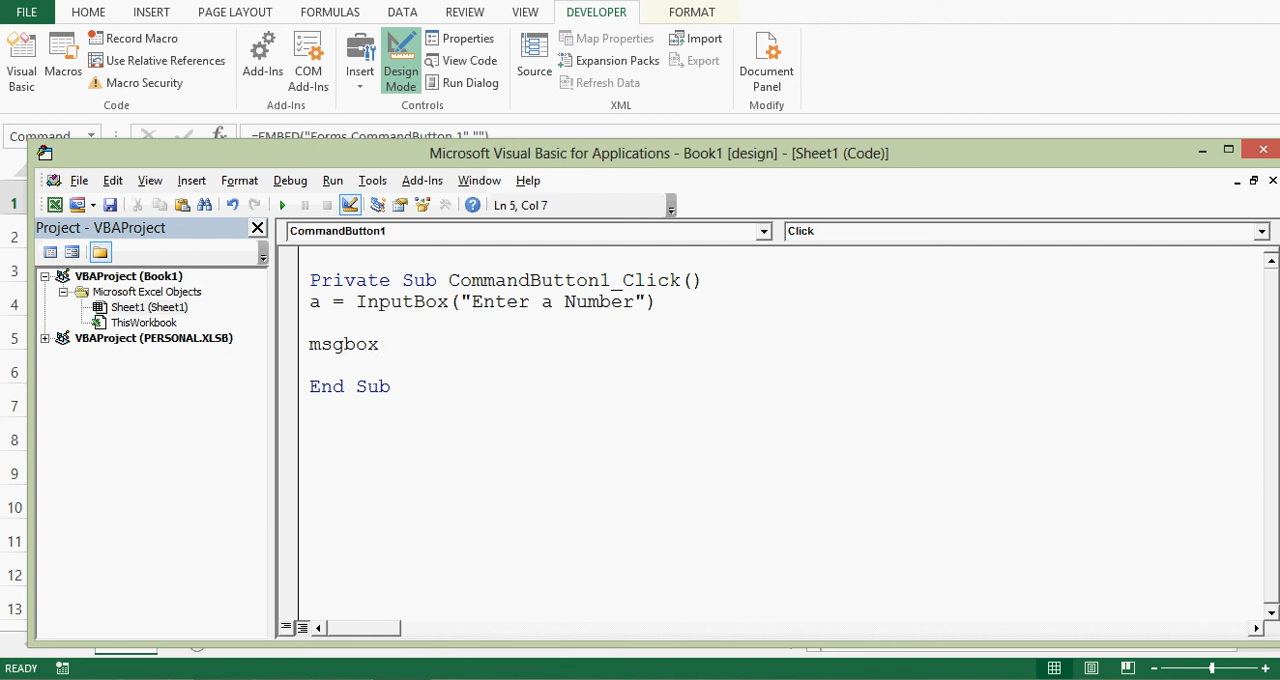 FILE HOME INSERT PAGE LAYOUT FORMULAS DATA REVIEW VIEW DEVELOPER FORMAT
Visual Basic
Macros
Record Macro
Use Relative References
Macro Security
Code
Add-Ins
COM Add-Ins
Add-Ins
Insert
Design Mode
Properties
View Code
Run Dialog
Controls
Source
Map Properties
Expansion Packs
Refresh Data
Import
Export
XML
Document Panel
Modify
Command
=EMBED("Forms.CommandButton.1","")
Microsoft Visual Basic for Applications - Book1 [design] - [Sheet1 (Code)]
File Edit View Insert Format Debug Run Tools Add-Ins Window Help
Ln 5, Col 7
Project - VBAProject
VBAProject (Book1)
Microsoft Excel Objects
Sheet1 (Sheet1)
ThisWorkbook
VBAProject (PERSONAL.XLSB)
CommandButton1
Click
Private Sub CommandButton1_Click()
a = InputBox("Enter a Number")
msgbox
End Sub
1
2
3
4
5
6
7
8
9
10
11
12
13
READY